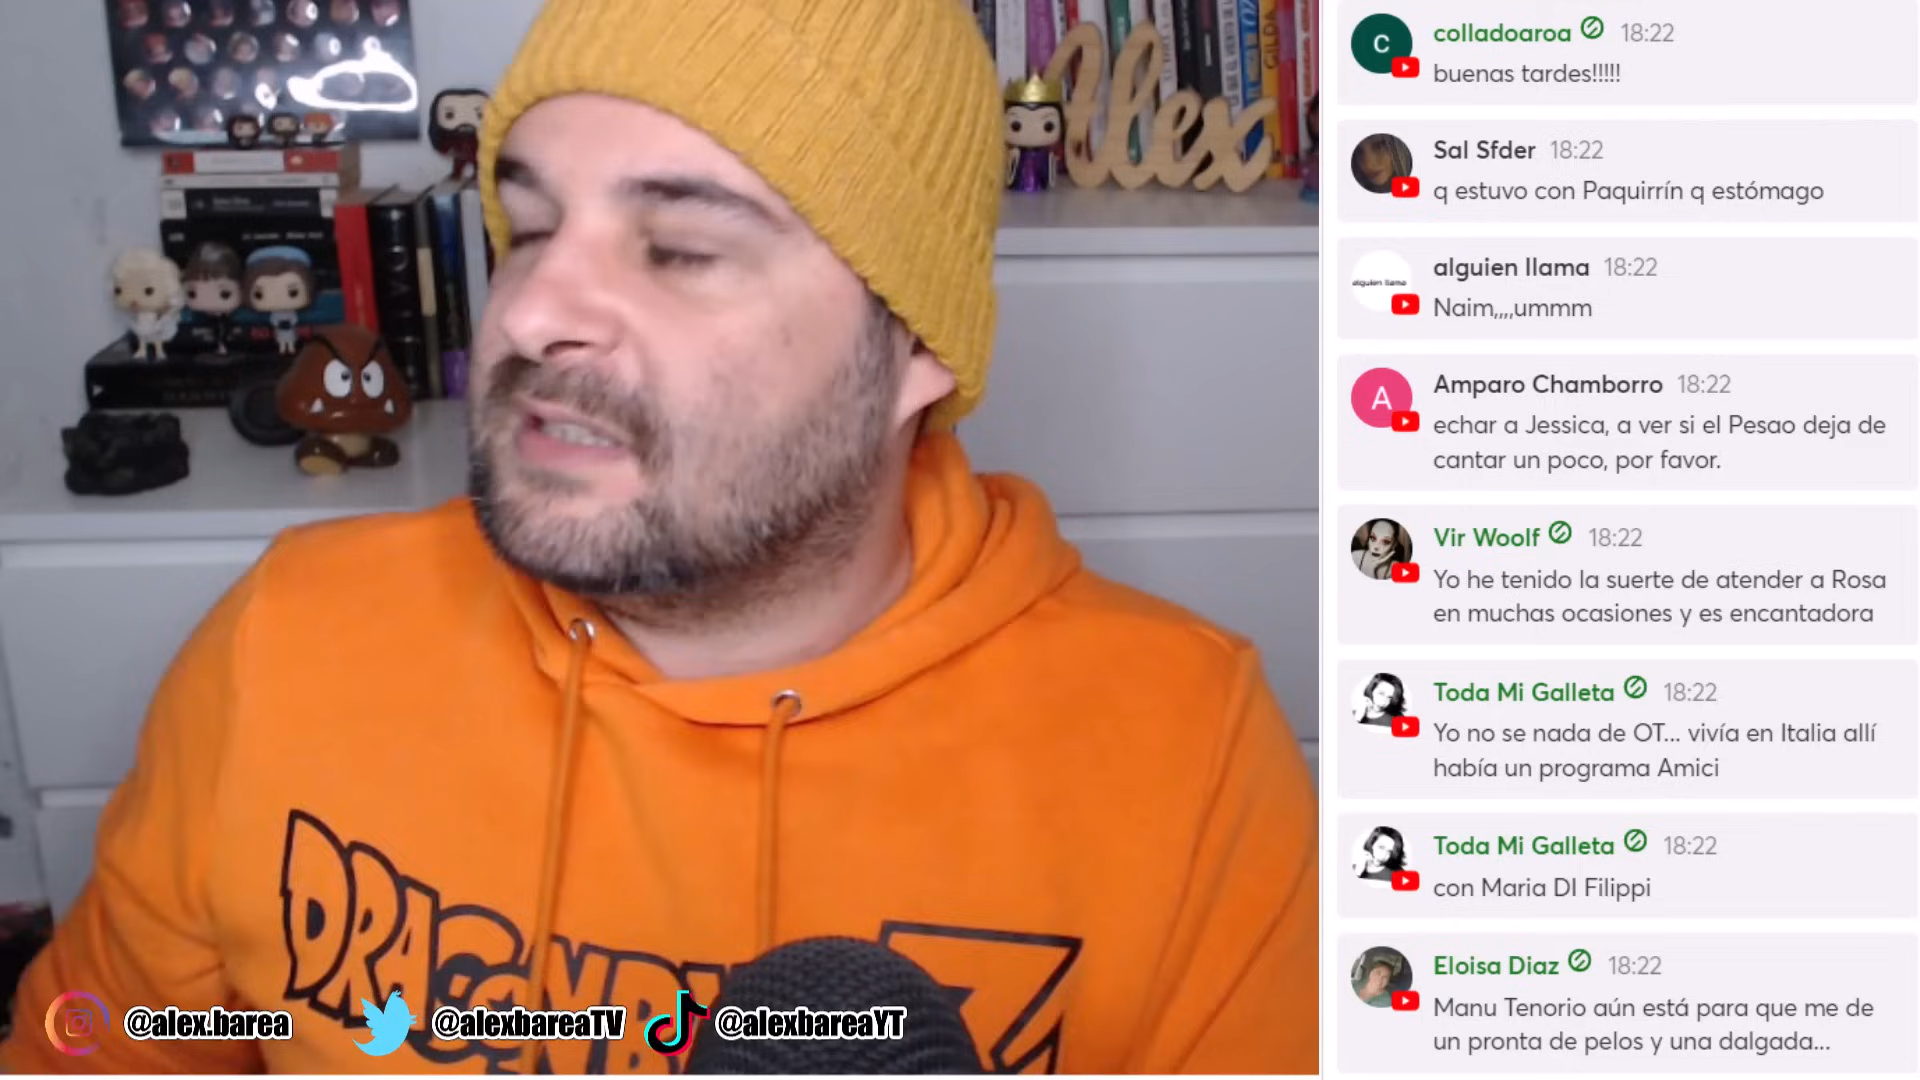 Alex
GILDA
DRAGONBA
Z
@alex.barea
@alexbareaTV
@alexbareaYT
C
colladoaroa 18:22
buenas tardes!!!!!
Sal Sfder 18:22
q estuvo con Paquirrín q estómago
alguien llama
alguien llama 18:22
Naim,,,,ummm
A
Amparo Chamborro 18:22
echar a Jessica, a ver si el Pesao deja de
cantar un poco, por favor.
Vir Woolf 18:22
Yo he tenido la suerte de atender a Rosa
en muchas ocasiones y es encantadora
Toda Mi Galleta 18:22
Yo no se nada de OT... vivía en Italia allí
había un programa Amici
Toda Mi Galleta 18:22
con Maria DI Filippi
Eloisa Diaz 18:22
Manu Tenorio aún está para que me de
un pronta de pelos y una dalgada...